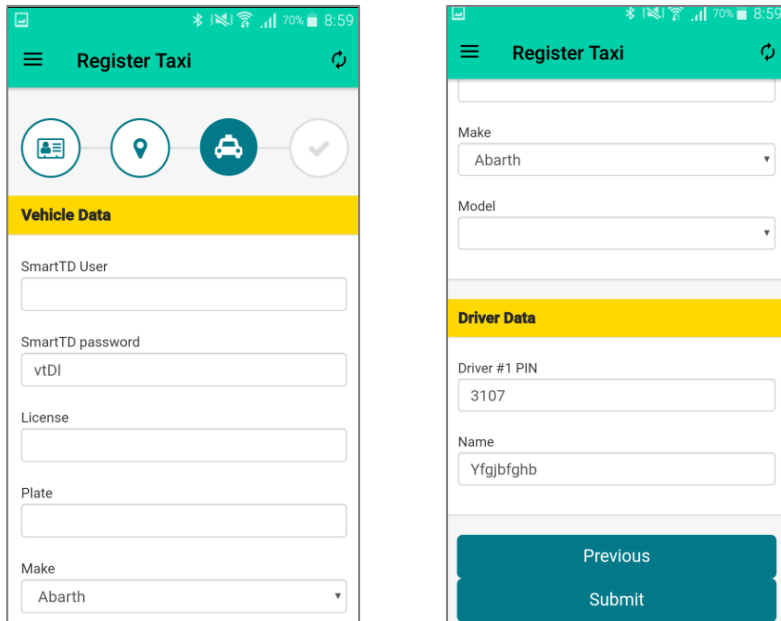 70% 8:59
Register Taxi
Vehicle Data
SmartTD User
SmartTD password
vtDl
License
Plate
Make
Abarth
70% 8:59
Register Taxi
Make
Abarth
Model
Driver Data
Driver #1 PIN
3107
Name
Yfgjbfghb
Previous
Submit